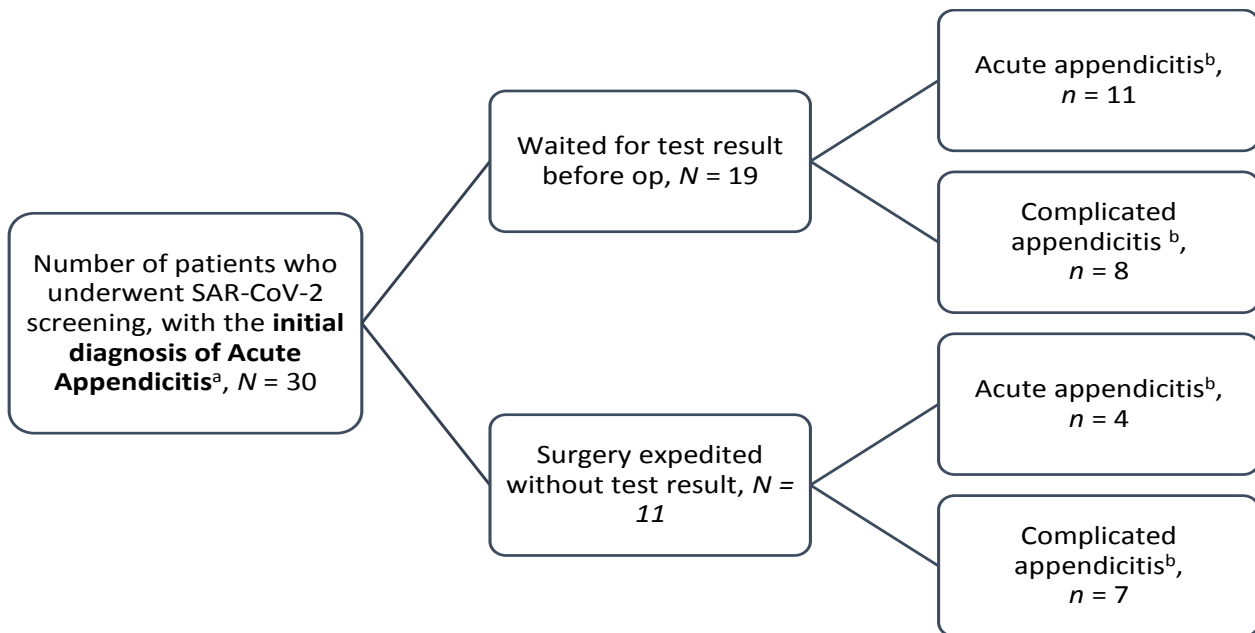 Number of patients who
underwent SAR-CoV-2
screening, with the initial
diagnosis of Acute
Appendicitisᵃ, N = 30
Waited for test result
before op, N = 19
Acute appendicitisᵇ,
n = 11
Complicated
appendicitis ᵇ,
n = 8
Surgery expedited
without test result, N =
11
Acute appendicitisᵇ,
n = 4
Complicated
appendicitisᵇ,
n = 7